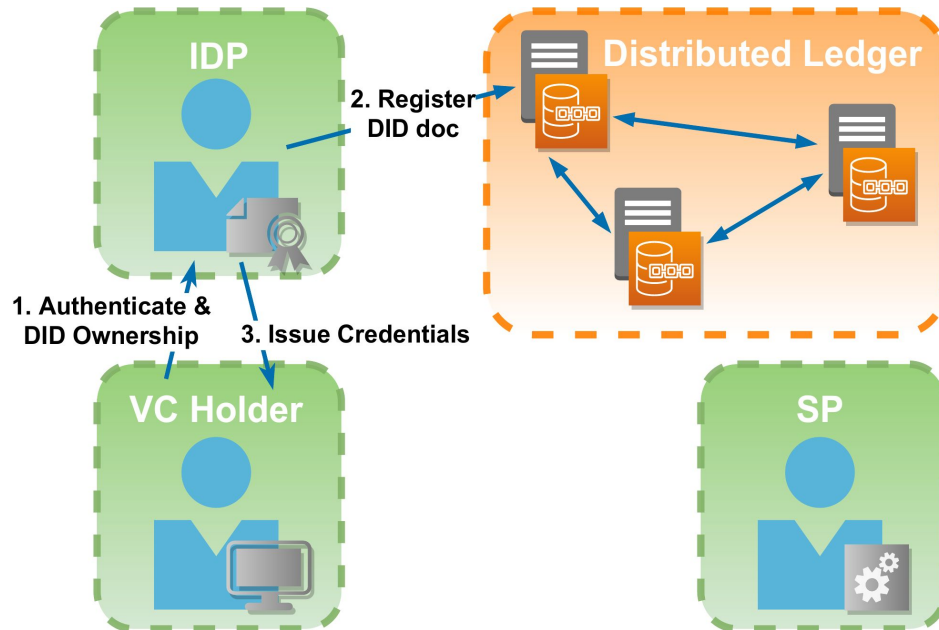 IDP
Distributed Ledger
2. Register
DID doc
1. Authenticate &
DID Ownership
3. Issue Credentials
VC Holder
SP